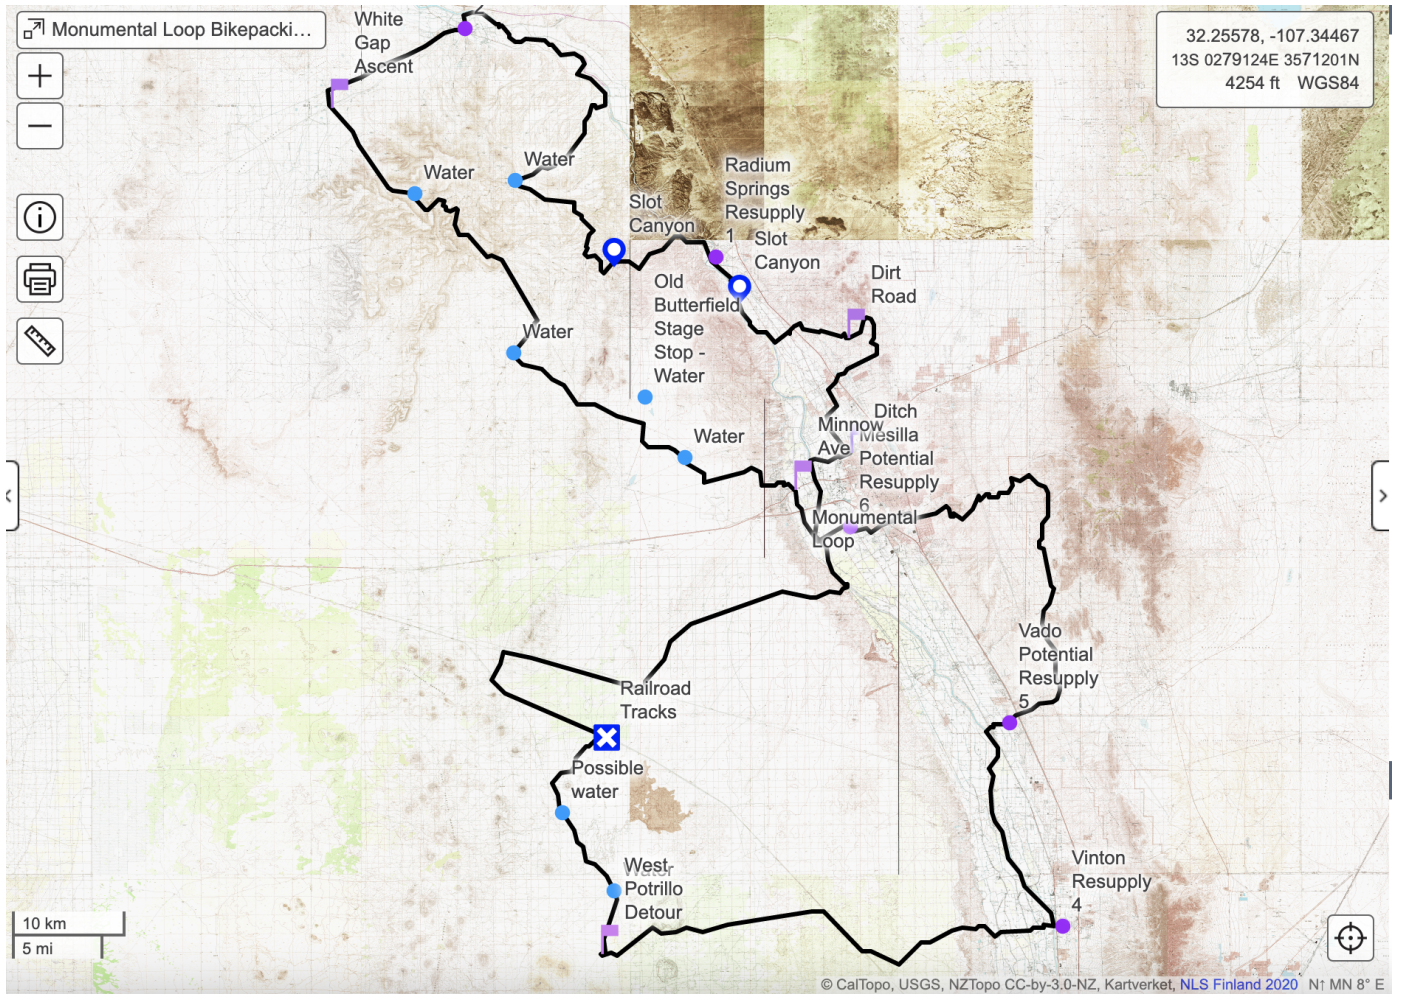 Monumental Loop Bikepacki...
32.25578, -107.34467
13S 0279124E 3571201N
4254 ft WGS84
2
White
Gap
Ascent
Water
Water
Radium
Springs
Resupply
1
Slot
Canyon
Slot
Canyon
Dirt
Road
Old
Butterfield
Stage
Stop -
Water
Water
Water
Ditch
Minnow
Ave
Mesilla
Potential
Resupply
6
Monumental
Loop
Vado
Potential
Resupply
5
Railroad
Tracks
Possible
water
West-
Potrillo
Detour
Water
Vinton
Resupply
4
10 km
5 mi
© CalTopo, USGS, NZTopo CC-by-3.0-NZ, Kartverket, NLS Finland 2020 N↑ MN 8° E